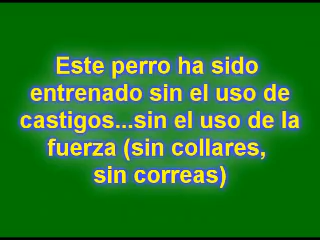 Este perro ha sido
entrenado sin el uso de
castigos...sin el uso de la
fuerza (sin collares,
sin correas)